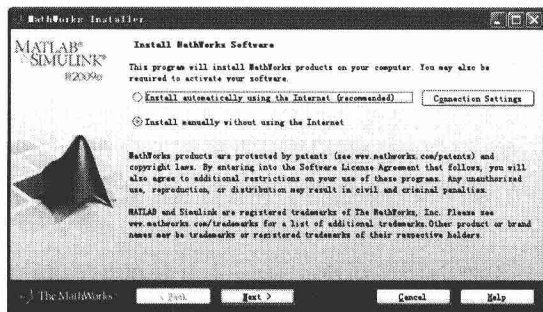 MathWorks Installer
MATLAB®
SIMULINK®
R2009a
Install MathWorks Software
This program will install MathWorks products on your computer. You may also be
required to activate your software.
Install automatically using the Internet (recommended)
Connection Settings
Install manually without using the Internet
MathWorks products are protected by patents (see www.mathworks.com/patents) and
copyright laws. By entering into the Software License Agreement that follows, you will
also agree to additional restrictions on your use of these programs. Any unauthorized
use, reproduction, or distribution may result in civil and criminal penalties.
MATLAB and Simulink are registered trademarks of The MathWorks, Inc. Please see
www.mathworks.com/trademarks for a list of additional trademarks.Other product or brand
names may be trademarks or registered trademarks of their respective holders.
The MathWorks
< Back
Next >
Cancel
Help